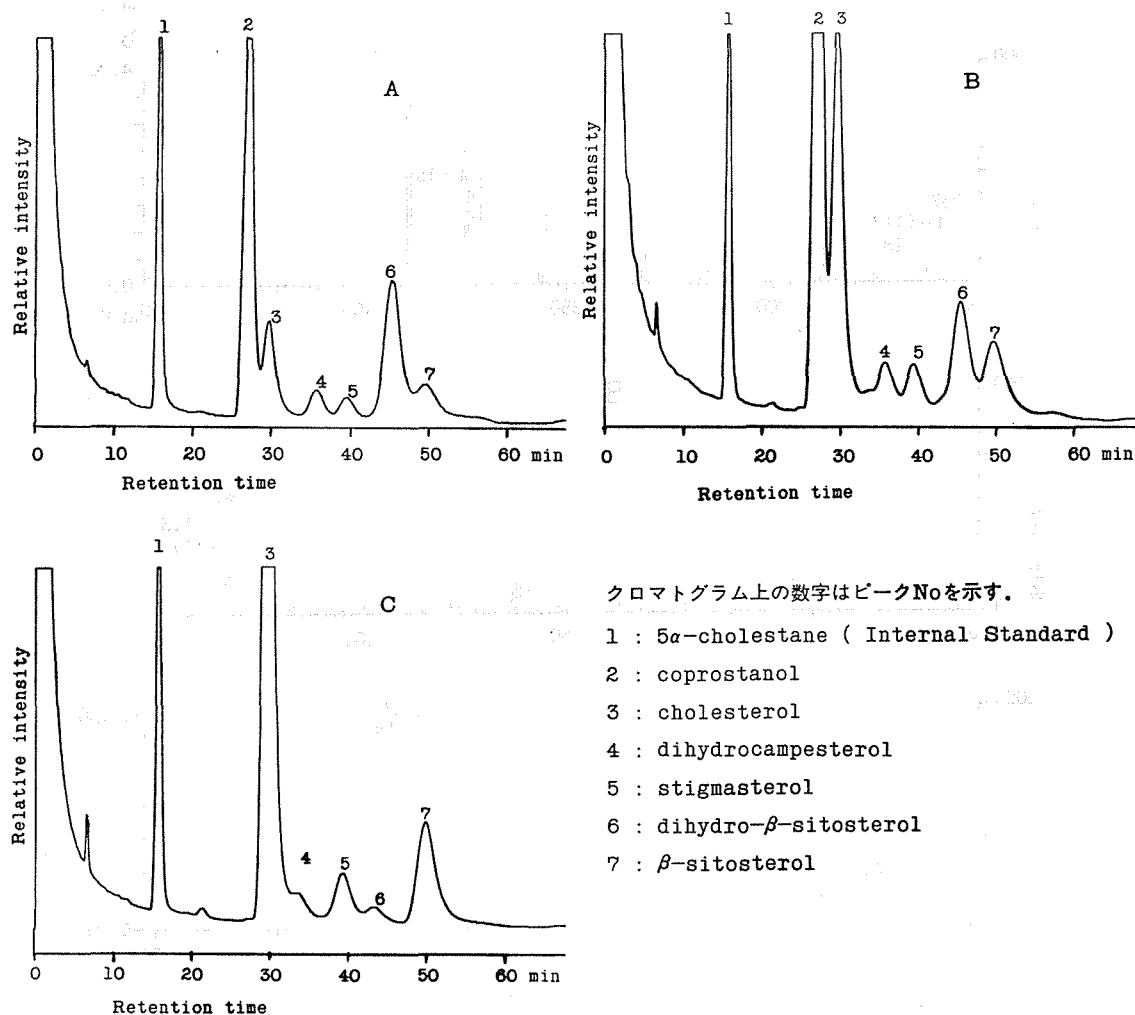 1
2
A
3
4
5
6
7
Relative intensity
0
10
20
30
40
50
60 min
Retention time
1
2
3
B
4
5
6
7
Relative intensity
0
10
20
30
40
50
60 min
Retention time
1
3
C
4
5
6
7
Relative intensity
0
10
20
30
40
50
60 min
Retention time
クロマトグラム上の数字はピークNoを示す。
1 : 5α-cholestane ( Internal Standard )
2 : coprostanol
3 : cholesterol
4 : dihydrocampesterol
5 : stigmasterol
6 : dihydro-β-sitosterol
7 : β-sitosterol